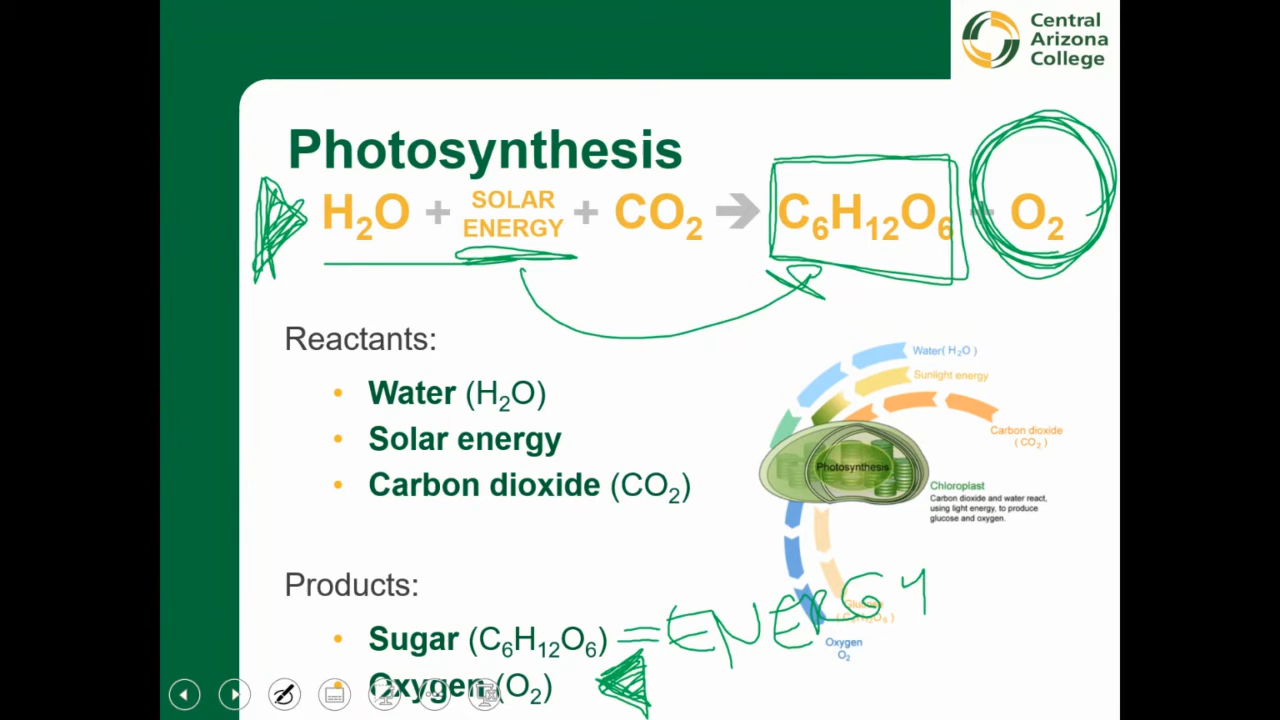 Central
Arizona
College
Photosynthesis
H₂O + SOLAR ENERGY + CO₂ → C₆H₁₂O₆ + O₂
Reactants:
• Water (H₂O)
• Solar energy
• Carbon dioxide (CO₂)
Water( H₂O )
Sunlight energy
Carbon dioxide
( CO₂ )
Photosynthesis
Chloroplast
Carbon dioxide and water react,
using light energy, to produce
glucose and oxygen.
Products:
• Sugar (C₆H₁₂O₆) = ENERGY
• Oxygen (O₂)
Oxygen
O₂